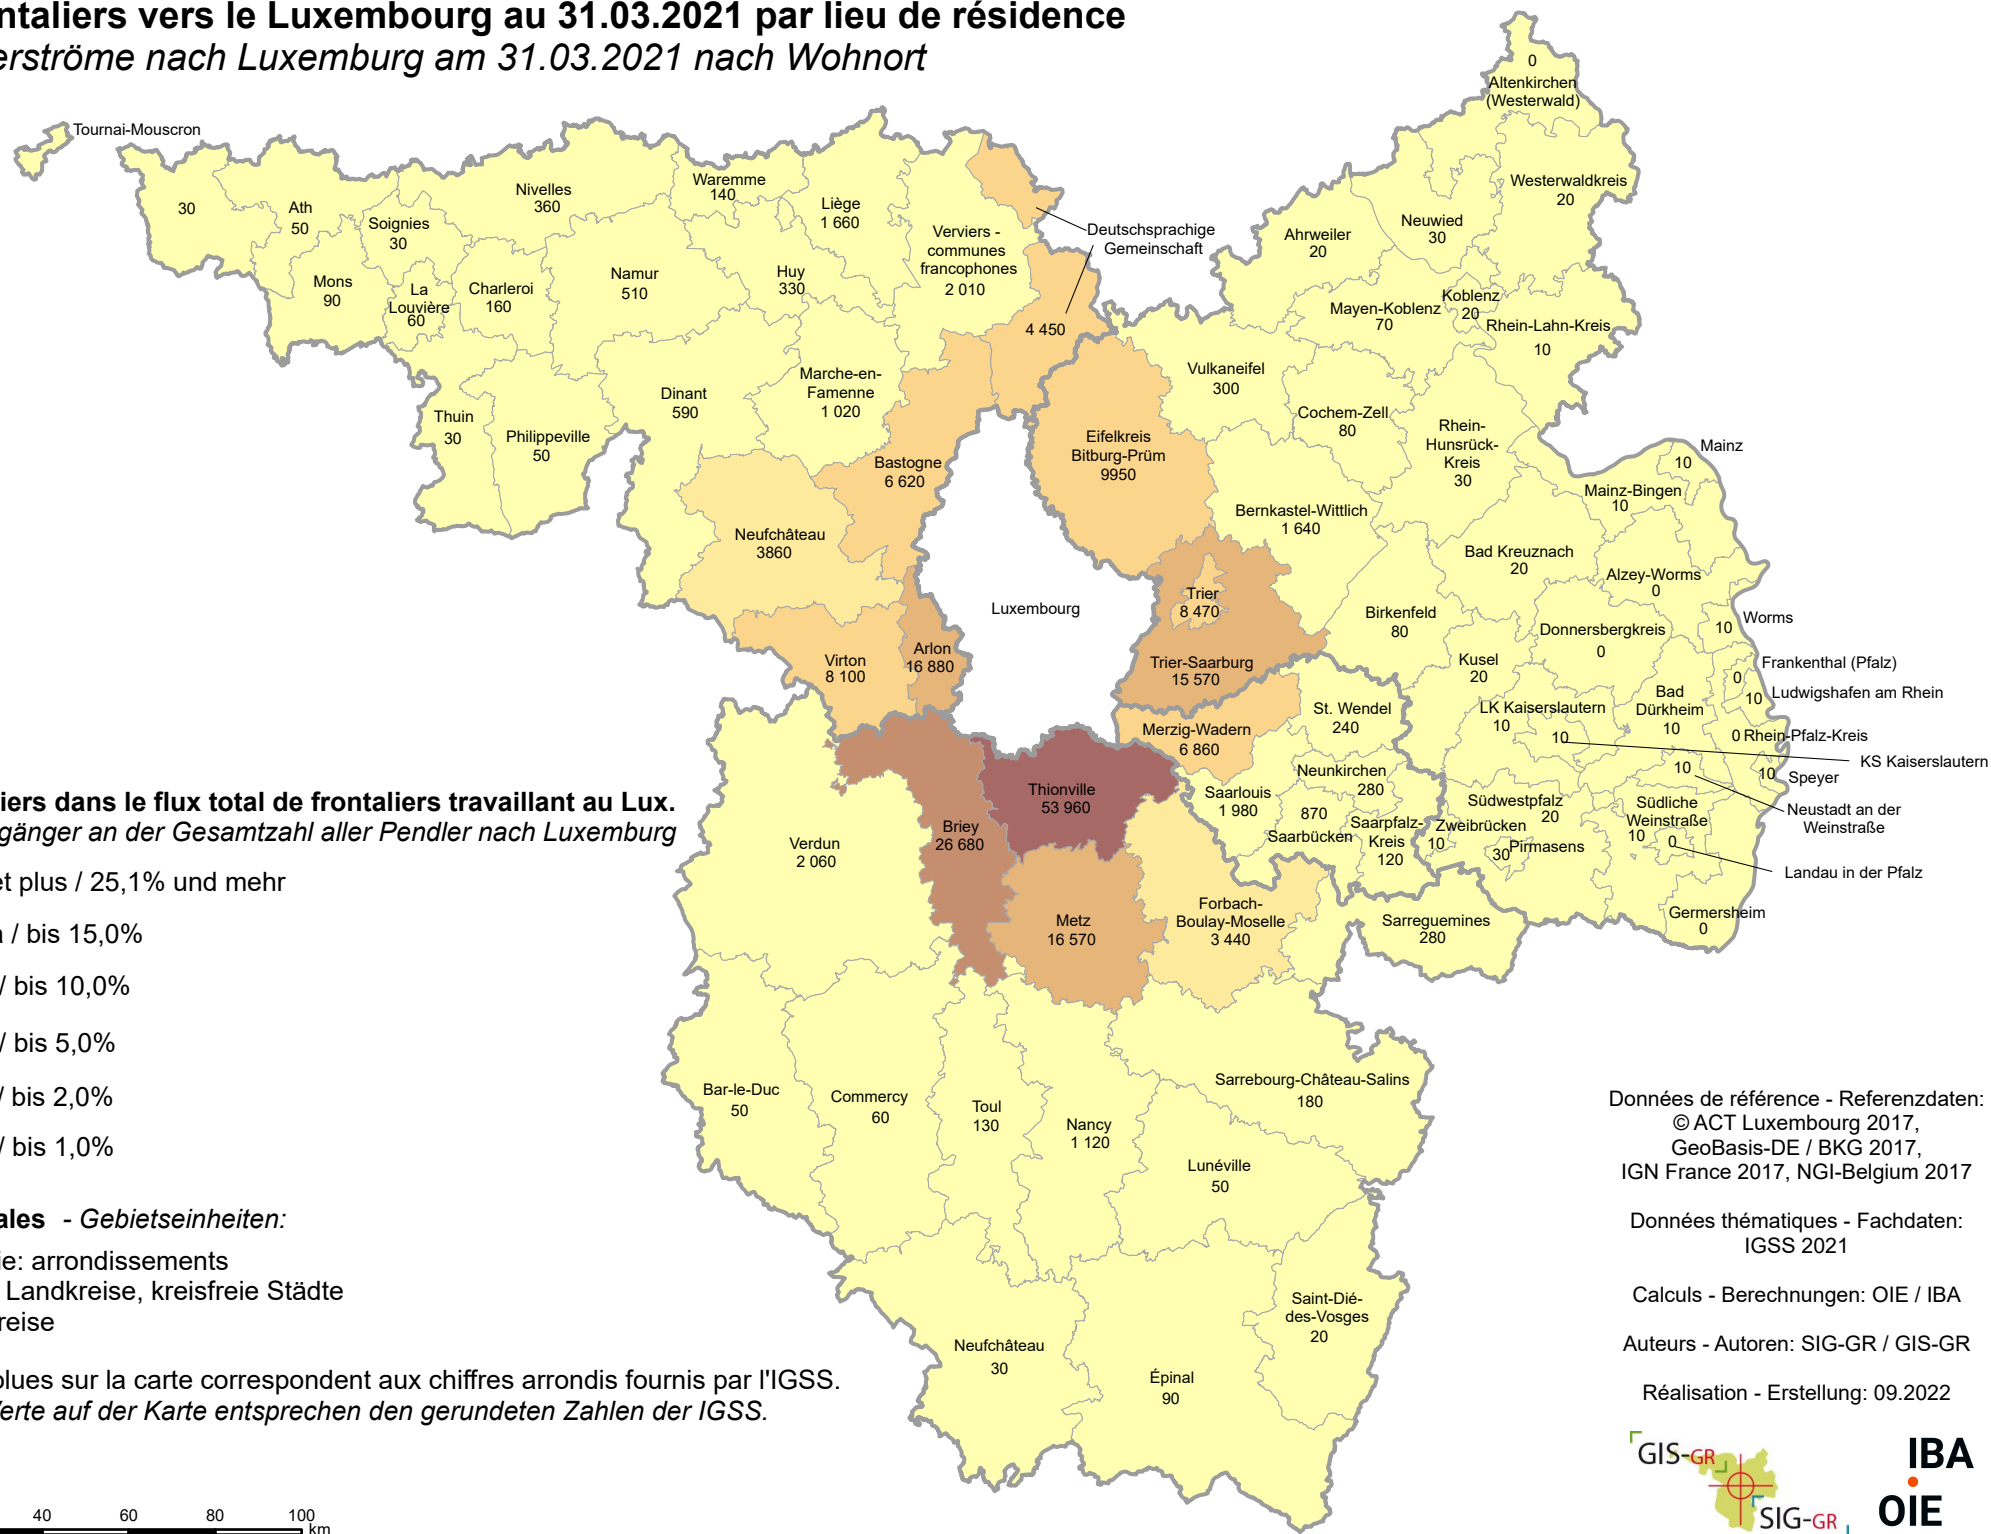 ntaliers vers le Luxembourg au 31.03.2021 par lieu de résidence
erströme nach Luxemburg am 31.03.2021 nach Wohnort
Tournai-Mouscron
30
Ath
50
Soignies
30
Mons
90
La
Louvière
60
Charleroi
160
Nivelles
360
Namur
510
Waremme
140
Huy
330
Liège
1 660
Verviers -
communes
francophones
2 010
Deutschsprachige
Gemeinschaft
4 450
Thuin
30
Philippeville
50
Dinant
590
Marche-en-
Famenne
1 020
Bastogne
6 620
Neufchâteau
3860
Virton
8 100
Arlon
16 880
Luxembourg
0
Altenkirchen
(Westerwald)
Westerwaldkreis
20
Neuwied
30
Ahrweiler
20
Mayen-Koblenz
70
Koblenz
20
Rhein-Lahn-Kreis
10
Vulkaneifel
300
Cochem-Zell
80
Rhein-
Hunsrück-
Kreis
30
Eifelkreis
Bitburg-Prüm
9950
Bernkastel-Wittlich
1 640
Mainz
10
Mainz-Bingen
10
Bad Kreuznach
20
Alzey-Worms
0
Worms
10
Trier
8 470
Trier-Saarburg
15 570
Birkenfeld
80
Donnersbergkreis
0
Kusel
20
Frankenthal (Pfalz)
0
Ludwigshafen am Rhein
10
Bad
Dürkheim
10
LK Kaiserslautern
10
10
KS Kaiserslautern
0 Rhein-Pfalz-Kreis
10
Speyer
10
Neustadt an der
Weinstraße
Merzig-Wadern
6 860
St. Wendel
240
Neunkirchen
280
Saarlouis
1 980
870
Saarbücken
Saarpfalz-
Kreis
120
Südwestpfalz
20
Zweibrücken
10
30
Pirmasens
Südliche
Weinstraße
10
0
Landau in der Pfalz
Germersheim
0
Thionville
53 960
Briey
26 680
Verdun
2 060
Metz
16 570
Forbach-
Boulay-Moselle
3 440
Sarreguemines
280
Bar-le-Duc
50
Commercy
60
Toul
130
Nancy
1 120
Sarrebourg-Château-Salins
180
Lunéville
50
Neufchâteau
30
Épinal
90
Saint-Dié-
des-Vosges
20
iers dans le flux total de frontaliers travaillant au Lux.
gänger an der Gesamtzahl aller Pendler nach Luxemburg
et plus / 25,1% und mehr
à / bis 15,0%
/ bis 10,0%
/ bis 5,0%
/ bis 2,0%
/ bis 1,0%
ales - Gebietseinheiten:
ie: arrondissements
Landkreise, kreisfreie Städte
reise
olues sur la carte correspondent aux chiffres arrondis fournis par l'IGSS.
Werte auf der Karte entsprechen den gerundeten Zahlen der IGSS.
40 60 80 100
km
Données de référence - Referenzdaten:
© ACT Luxembourg 2017,
GeoBasis-DE / BKG 2017,
IGN France 2017, NGI-Belgium 2017
Données thématiques - Fachdaten:
IGSS 2021
Calculs - Berechnungen: OIE / IBA
Auteurs - Autoren: SIG-GR / GIS-GR
Réalisation - Erstellung: 09.2022
GIS-GR
SIG-GR
IBA
OIE